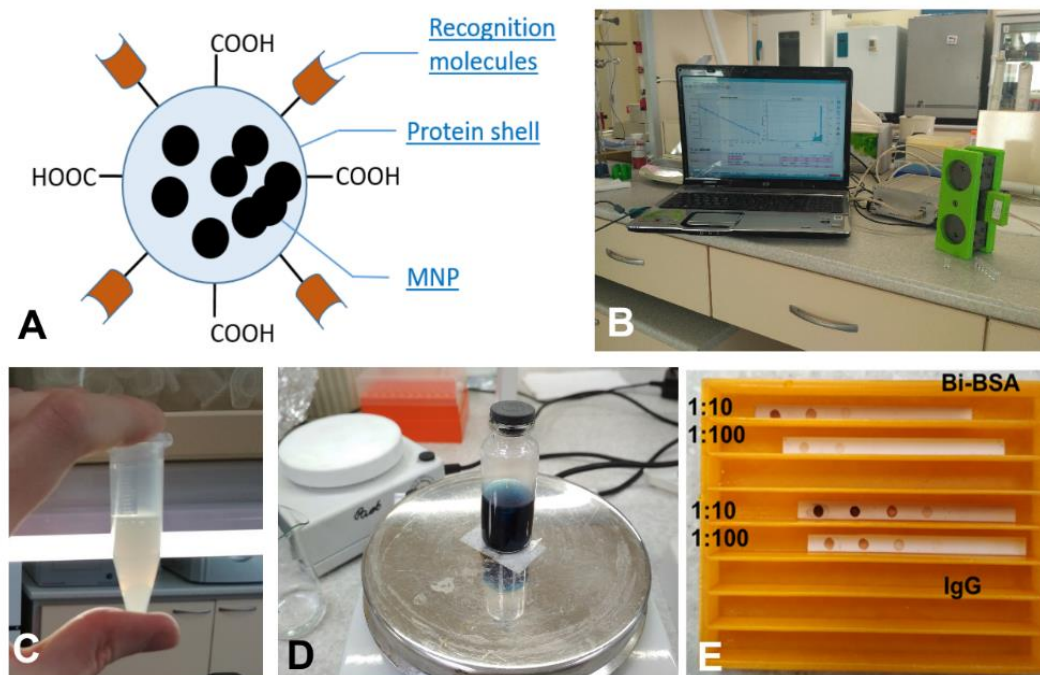 COOH
Recognition
molecules
Protein shell
HOOC
COOH
MNP
COOH
A
B
C
D
E
Bi-BSA
1:10
1:100
1:10
1:100
IgG